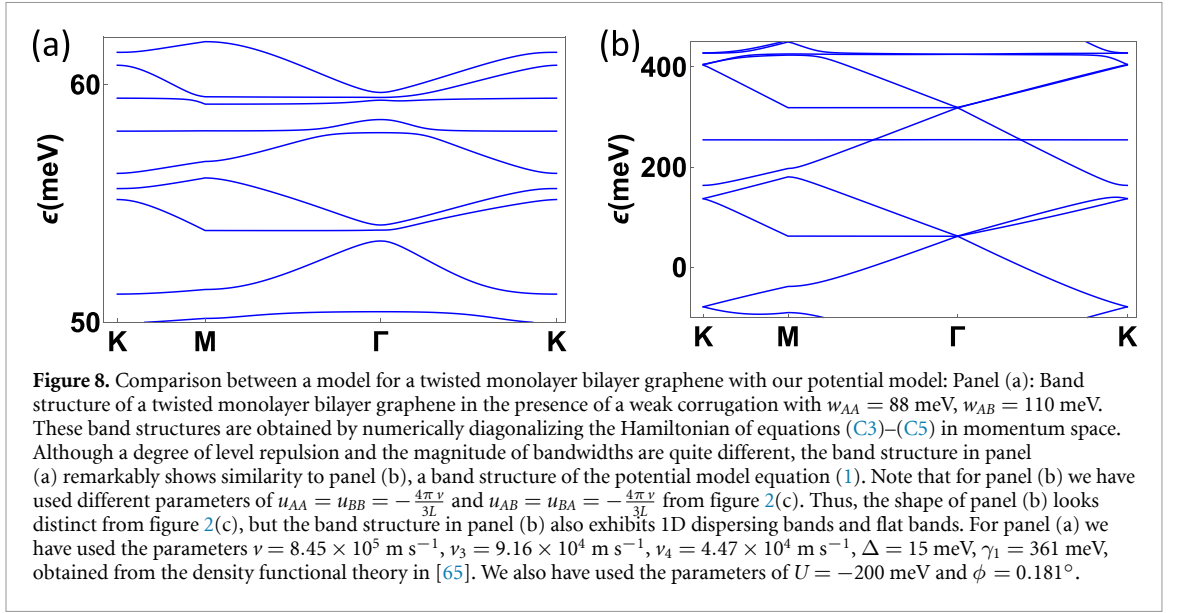 (a)
60
50
ϵ(meV)
K M Γ K
(b)
400
200
0
ϵ(meV)
K M Γ K
Figure 8. Comparison between a model for a twisted monolayer bilayer graphene with our potential model: Panel (a): Band
structure of a twisted monolayer bilayer graphene in the presence of a weak corrugation with w_AA = 88 meV, w_AB = 110 meV.
These band structures are obtained by numerically diagonalizing the Hamiltonian of equations (C3)–(C5) in momentum space.
Although a degree of level repulsion and the magnitude of bandwidths are quite different, the band structure in panel
(a) remarkably shows similarity to panel (b), a band structure of the potential model equation (1). Note that for panel (b) we have
used different parameters of u_AA = u_BB = −4π ν/3L and u_AB = u_BA = −4π ν/3L from figure 2(c). Thus, the shape of panel (b) looks
distinct from figure 2(c), but the band structure in panel (b) also exhibits 1D dispersing bands and flat bands. For panel (a) we
have used the parameters ν = 8.45 × 10⁵ m s⁻¹, ν₃ = 9.16 × 10⁴ m s⁻¹, ν₄ = 4.47 × 10⁴ m s⁻¹, Δ = 15 meV, γ₁ = 361 meV,
obtained from the density functional theory in [65]. We also have used the parameters of U = −200 meV and ϕ = 0.181°.